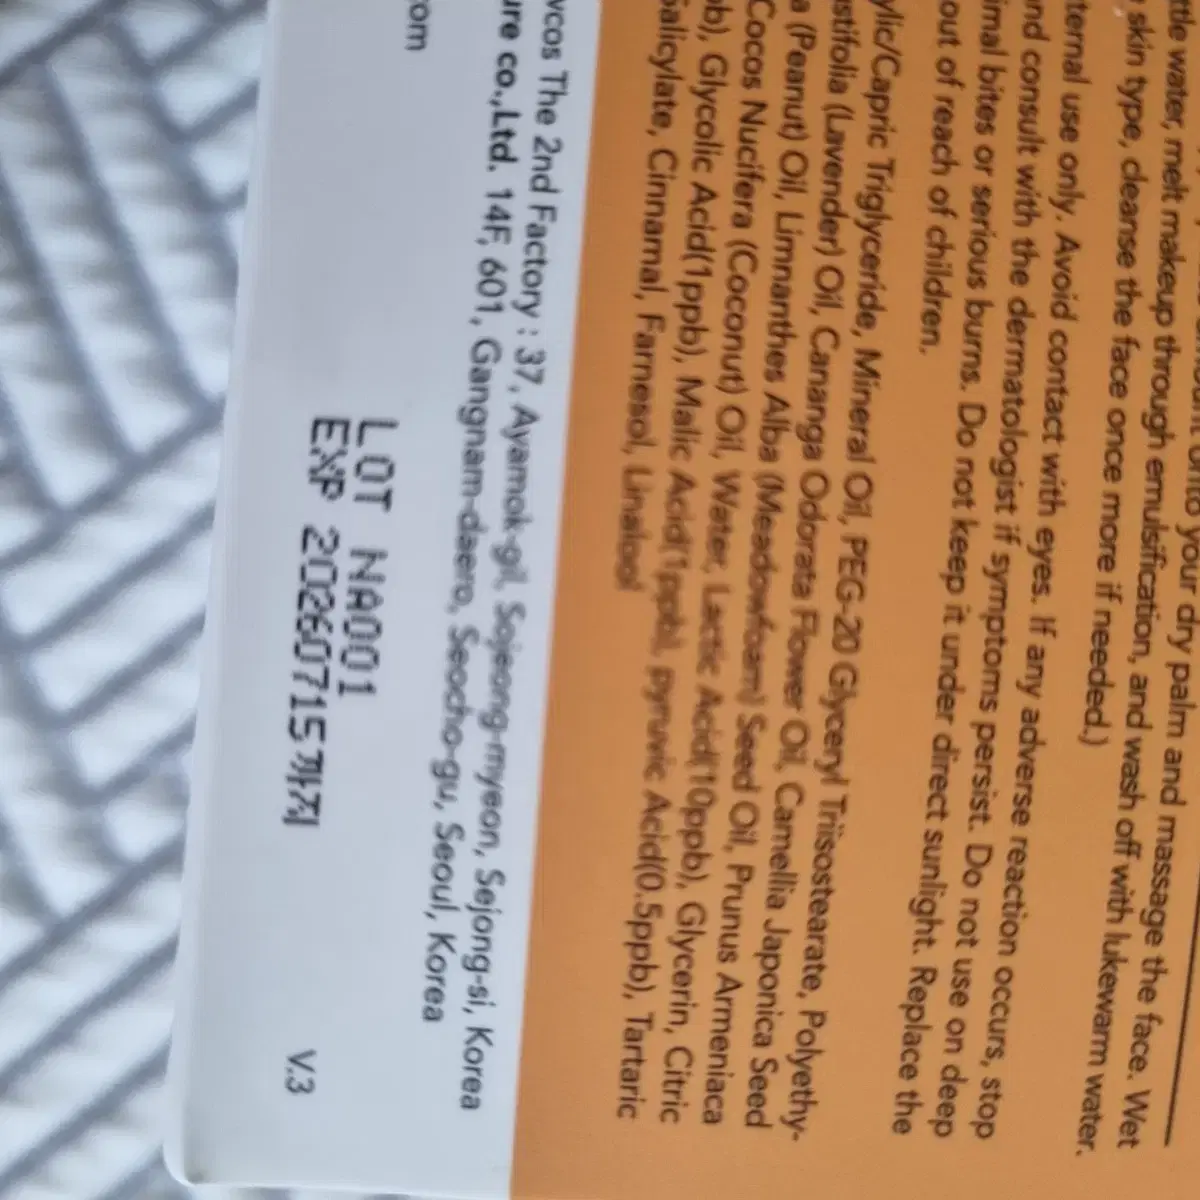 your dry palm and massage the face. Wet
ttle water, melt makeup through emulsification, and wash off with lukewarm water.
skin type, cleanse the face once more if needed.)
ternal use only. Avoid contact with eyes. If any adverse reaction occurs, stop
nd consult with the dermatologist if symptoms persist. Do not use on deep
imal bites or serious burns. Do not keep it under direct sunlight. Replace the
out of reach of children.
ylic/Capric Triglyceride, Mineral Oil, PEG-20 Glyceryl Triisostearate, Polyethy-
stifolia (Lavender) Oil, Cananga Odorata Flower Oil, Camellia Japonica Seed
a (Peanut) Oil, Limnanthes Alba (Meadowfoam) Seed Oil, Prunus Armeniaca
Cocos Nucifera (Coconut) Oil, Water, Lactic Acid(10ppb), Glycerin, Citric
b), Glycolic Acid(1ppb), Malic Acid(1ppb), Pyruvic Acid(0.5ppb), Tartaric
Salicylate, Cinnamal, Farnesol, Linalool
vcos The 2nd Factory : 37, Ayamok-gil, Sojeong-myeon, Sejong-si, Korea
ure co.,Ltd. 14F, 601, Gangnam-daero, Seocho-gu, Seoul, Korea
om
LOT NA001
EXP 20260715까지
V.3